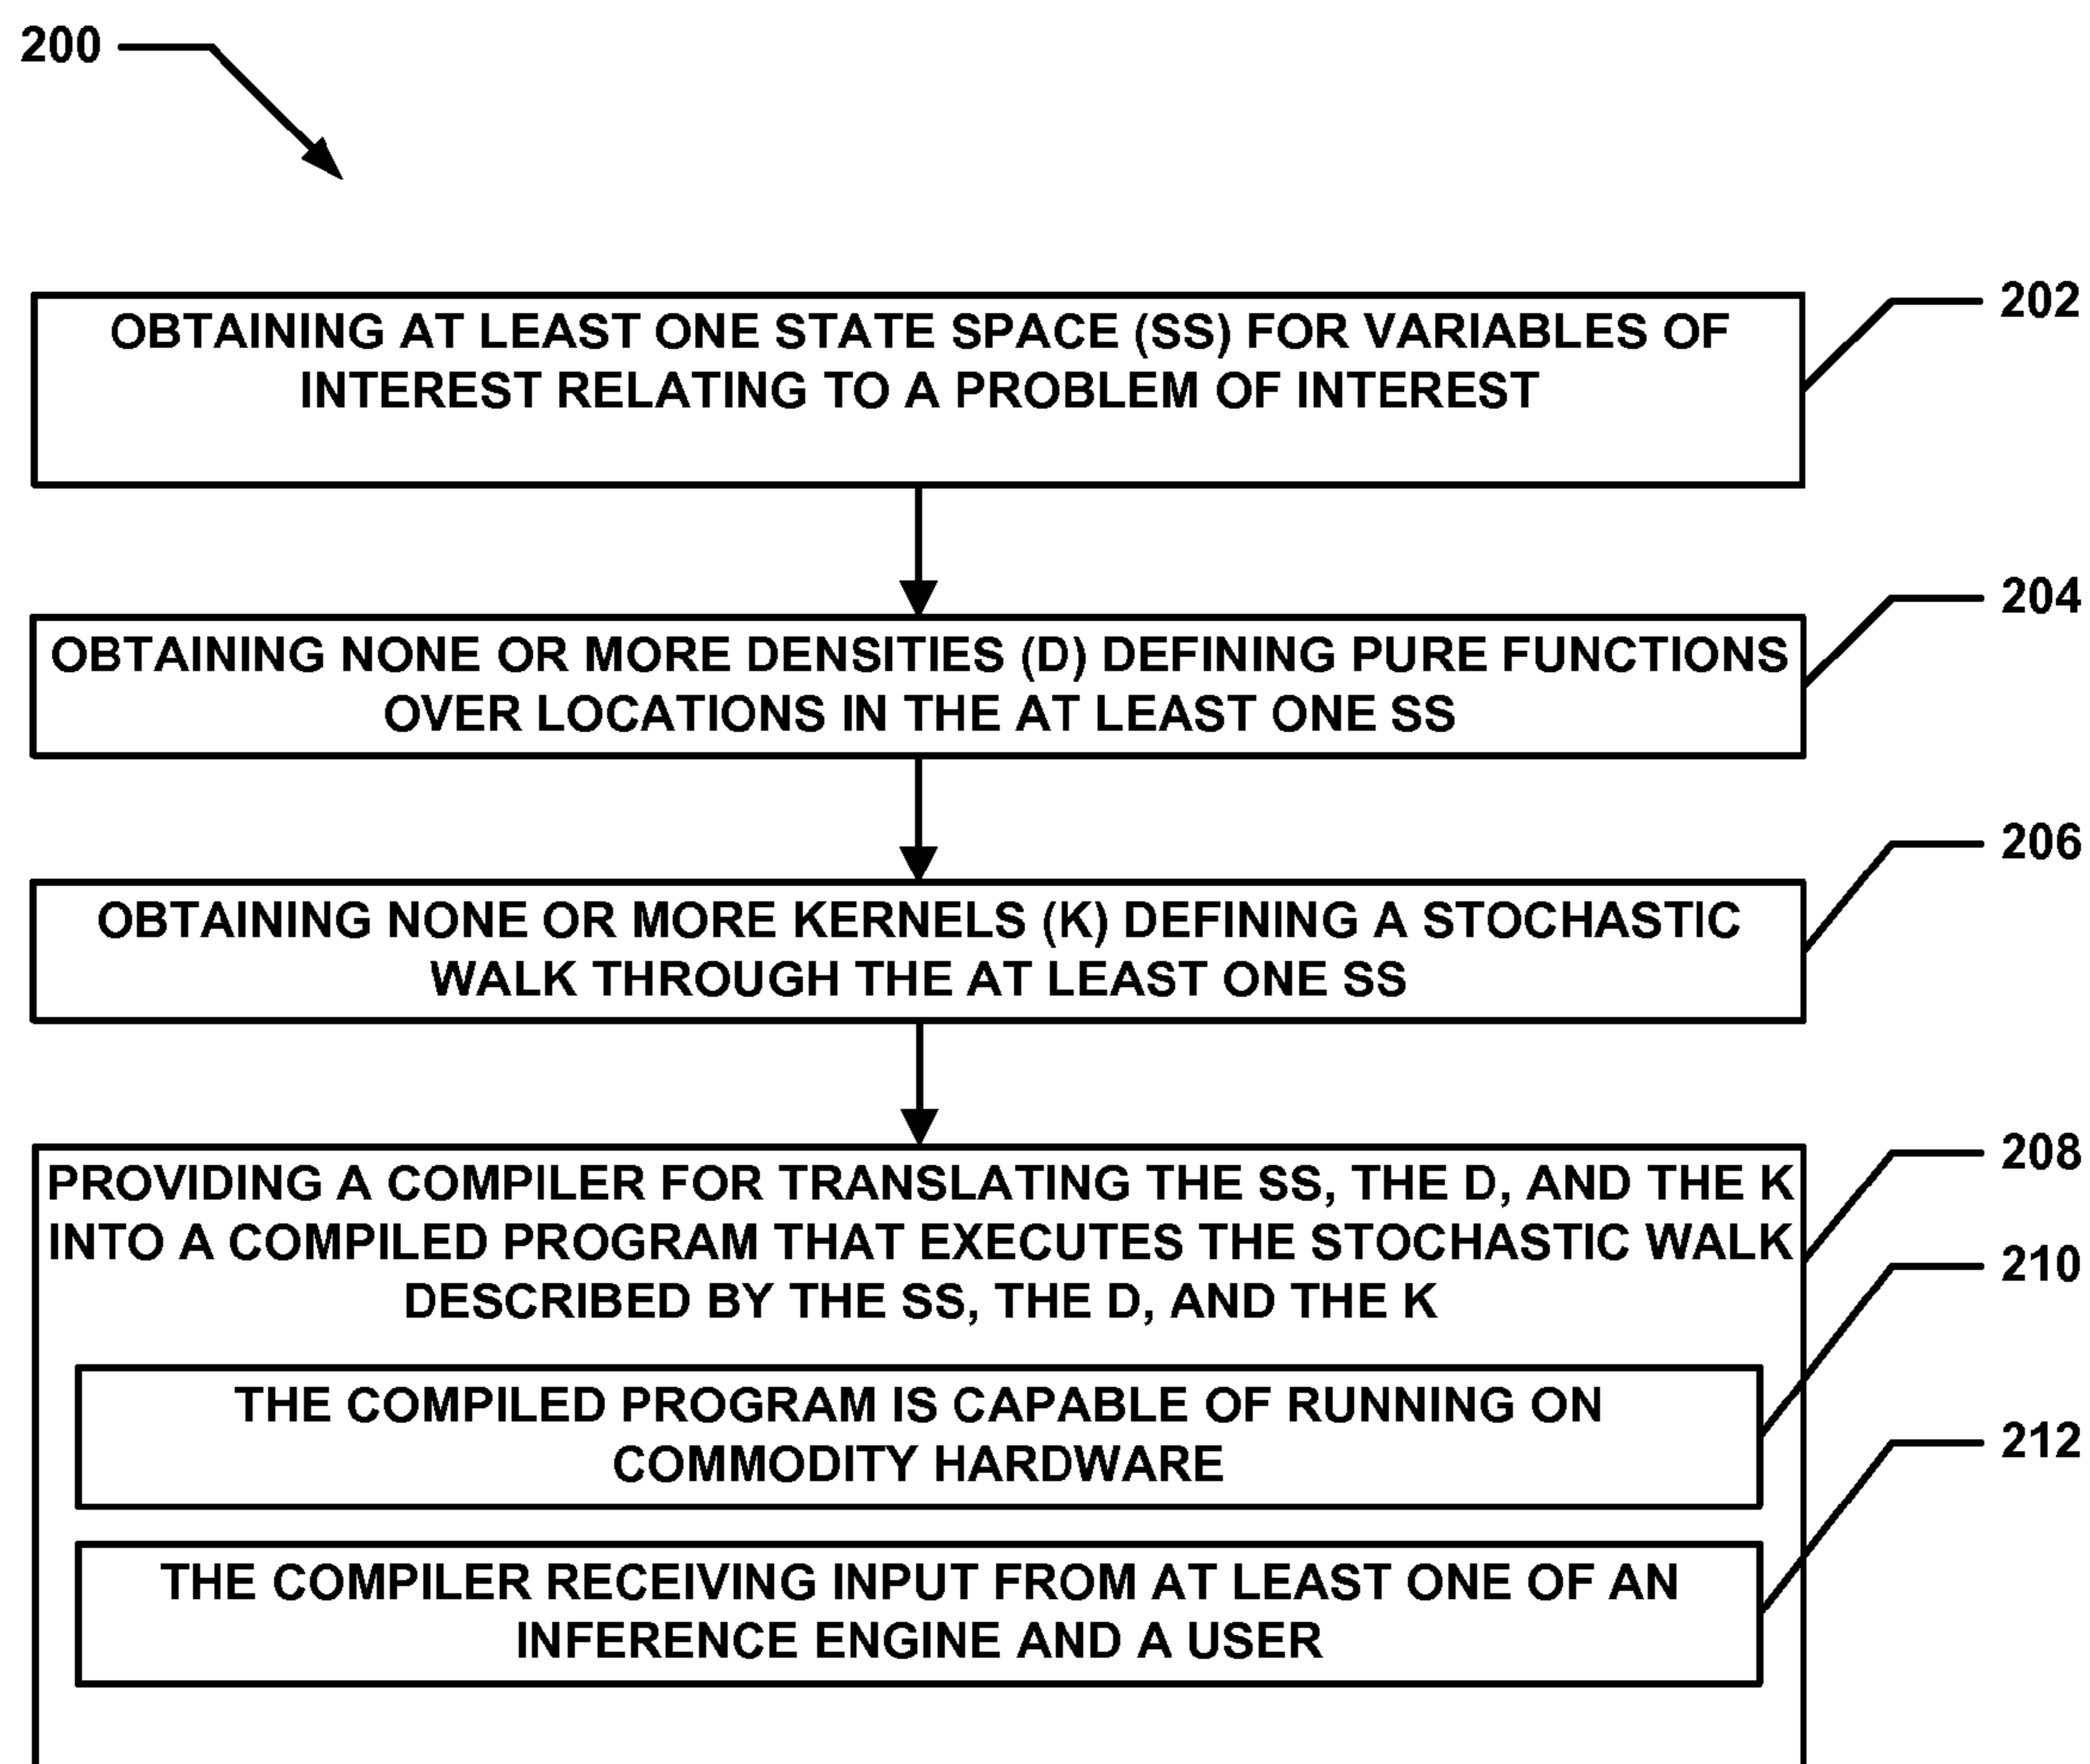 200
202
OBTAINING AT LEAST ONE STATE SPACE (SS) FOR VARIABLES OF
INTEREST RELATING TO A PROBLEM OF INTEREST
204
OBTAINING NONE OR MORE DENSITIES (D) DEFINING PURE FUNCTIONS
OVER LOCATIONS IN THE AT LEAST ONE SS
206
OBTAINING NONE OR MORE KERNELS (K) DEFINING A STOCHASTIC
WALK THROUGH THE AT LEAST ONE SS
208
PROVIDING A COMPILER FOR TRANSLATING THE SS, THE D, AND THE K
INTO A COMPILED PROGRAM THAT EXECUTES THE STOCHASTIC WALK
DESCRIBED BY THE SS, THE D, AND THE K
210
THE COMPILED PROGRAM IS CAPABLE OF RUNNING ON
COMMODITY HARDWARE
212
THE COMPILER RECEIVING INPUT FROM AT LEAST ONE OF AN
INFERENCE ENGINE AND A USER